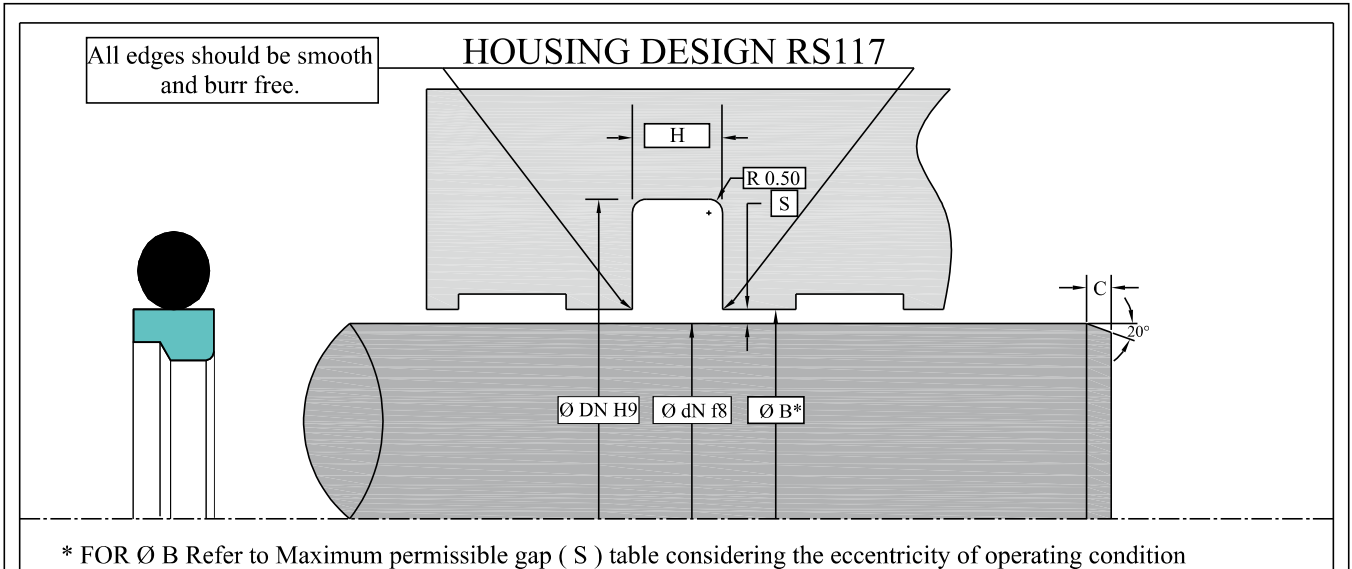 HOUSING DESIGN RS117
All edges should be smooth
and burr free.
H
R 0.50
S
C
20°
Ø DN H9
Ø dN f8
Ø B*
* FOR Ø B Refer to Maximum permissible gap ( S ) table considering the eccentricity of operating condition